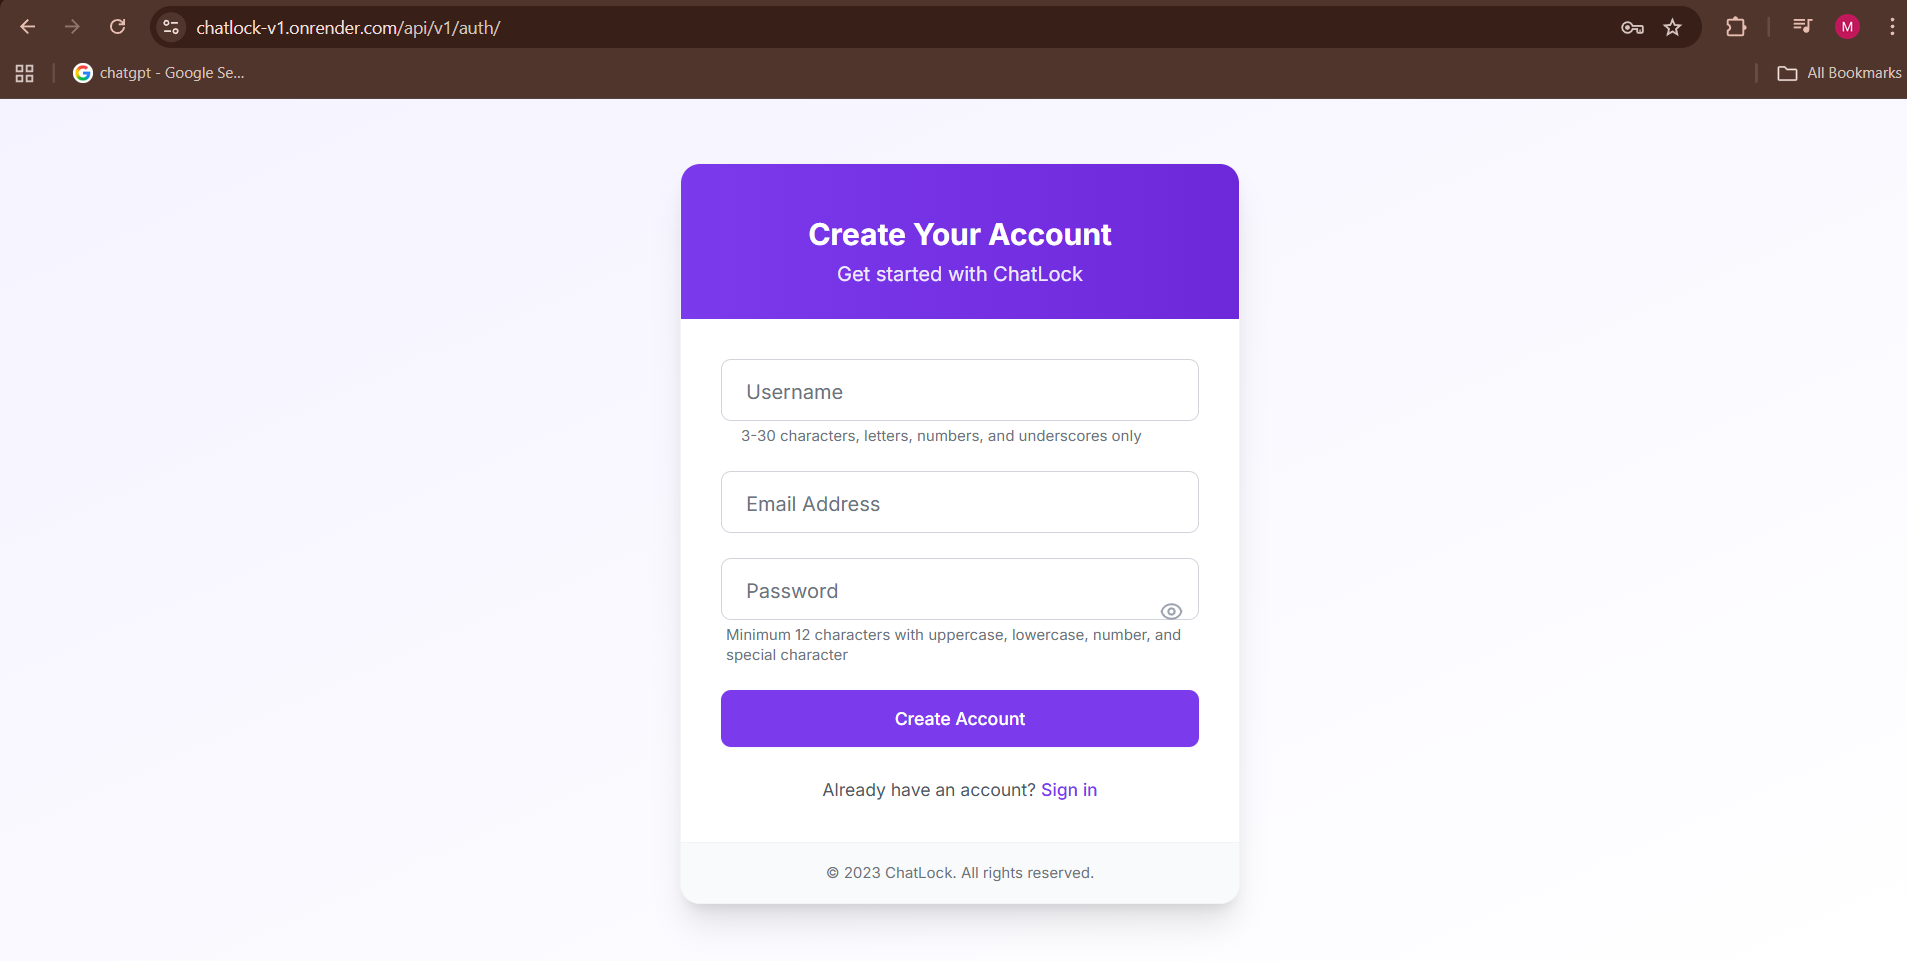 chatlock-v1.onrender.com/api/v1/auth/
M
chatgpt - Google Se...
All Bookmarks
Create Your Account
Get started with ChatLock
Username
3-30 characters, letters, numbers, and underscores only
Email Address
Password
Minimum 12 characters with uppercase, lowercase, number, and
special character
Create Account
Already have an account? Sign in
© 2023 ChatLock. All rights reserved.